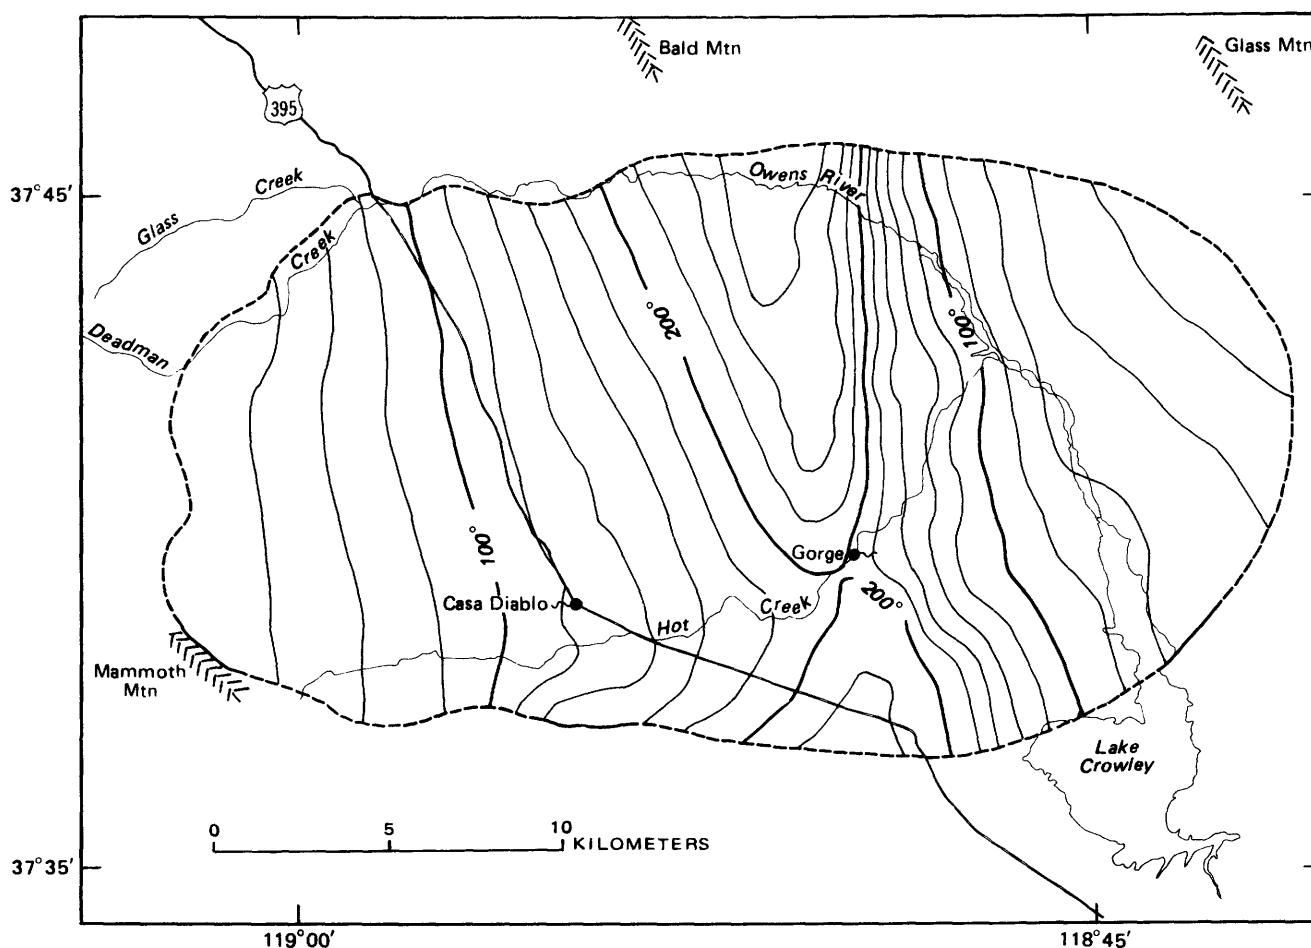 Bald Mtn
Glass Mtn
395
37°45′
Glass Creek
Owens River
Deadman Creek
200°
100°
100°
Gorge
200°
Casa Diablo
Hot Creek
Mammoth
Mtn
Lake
Crowley
0 5 10
KILOMETERS
37°35′
119°00′
118°45′